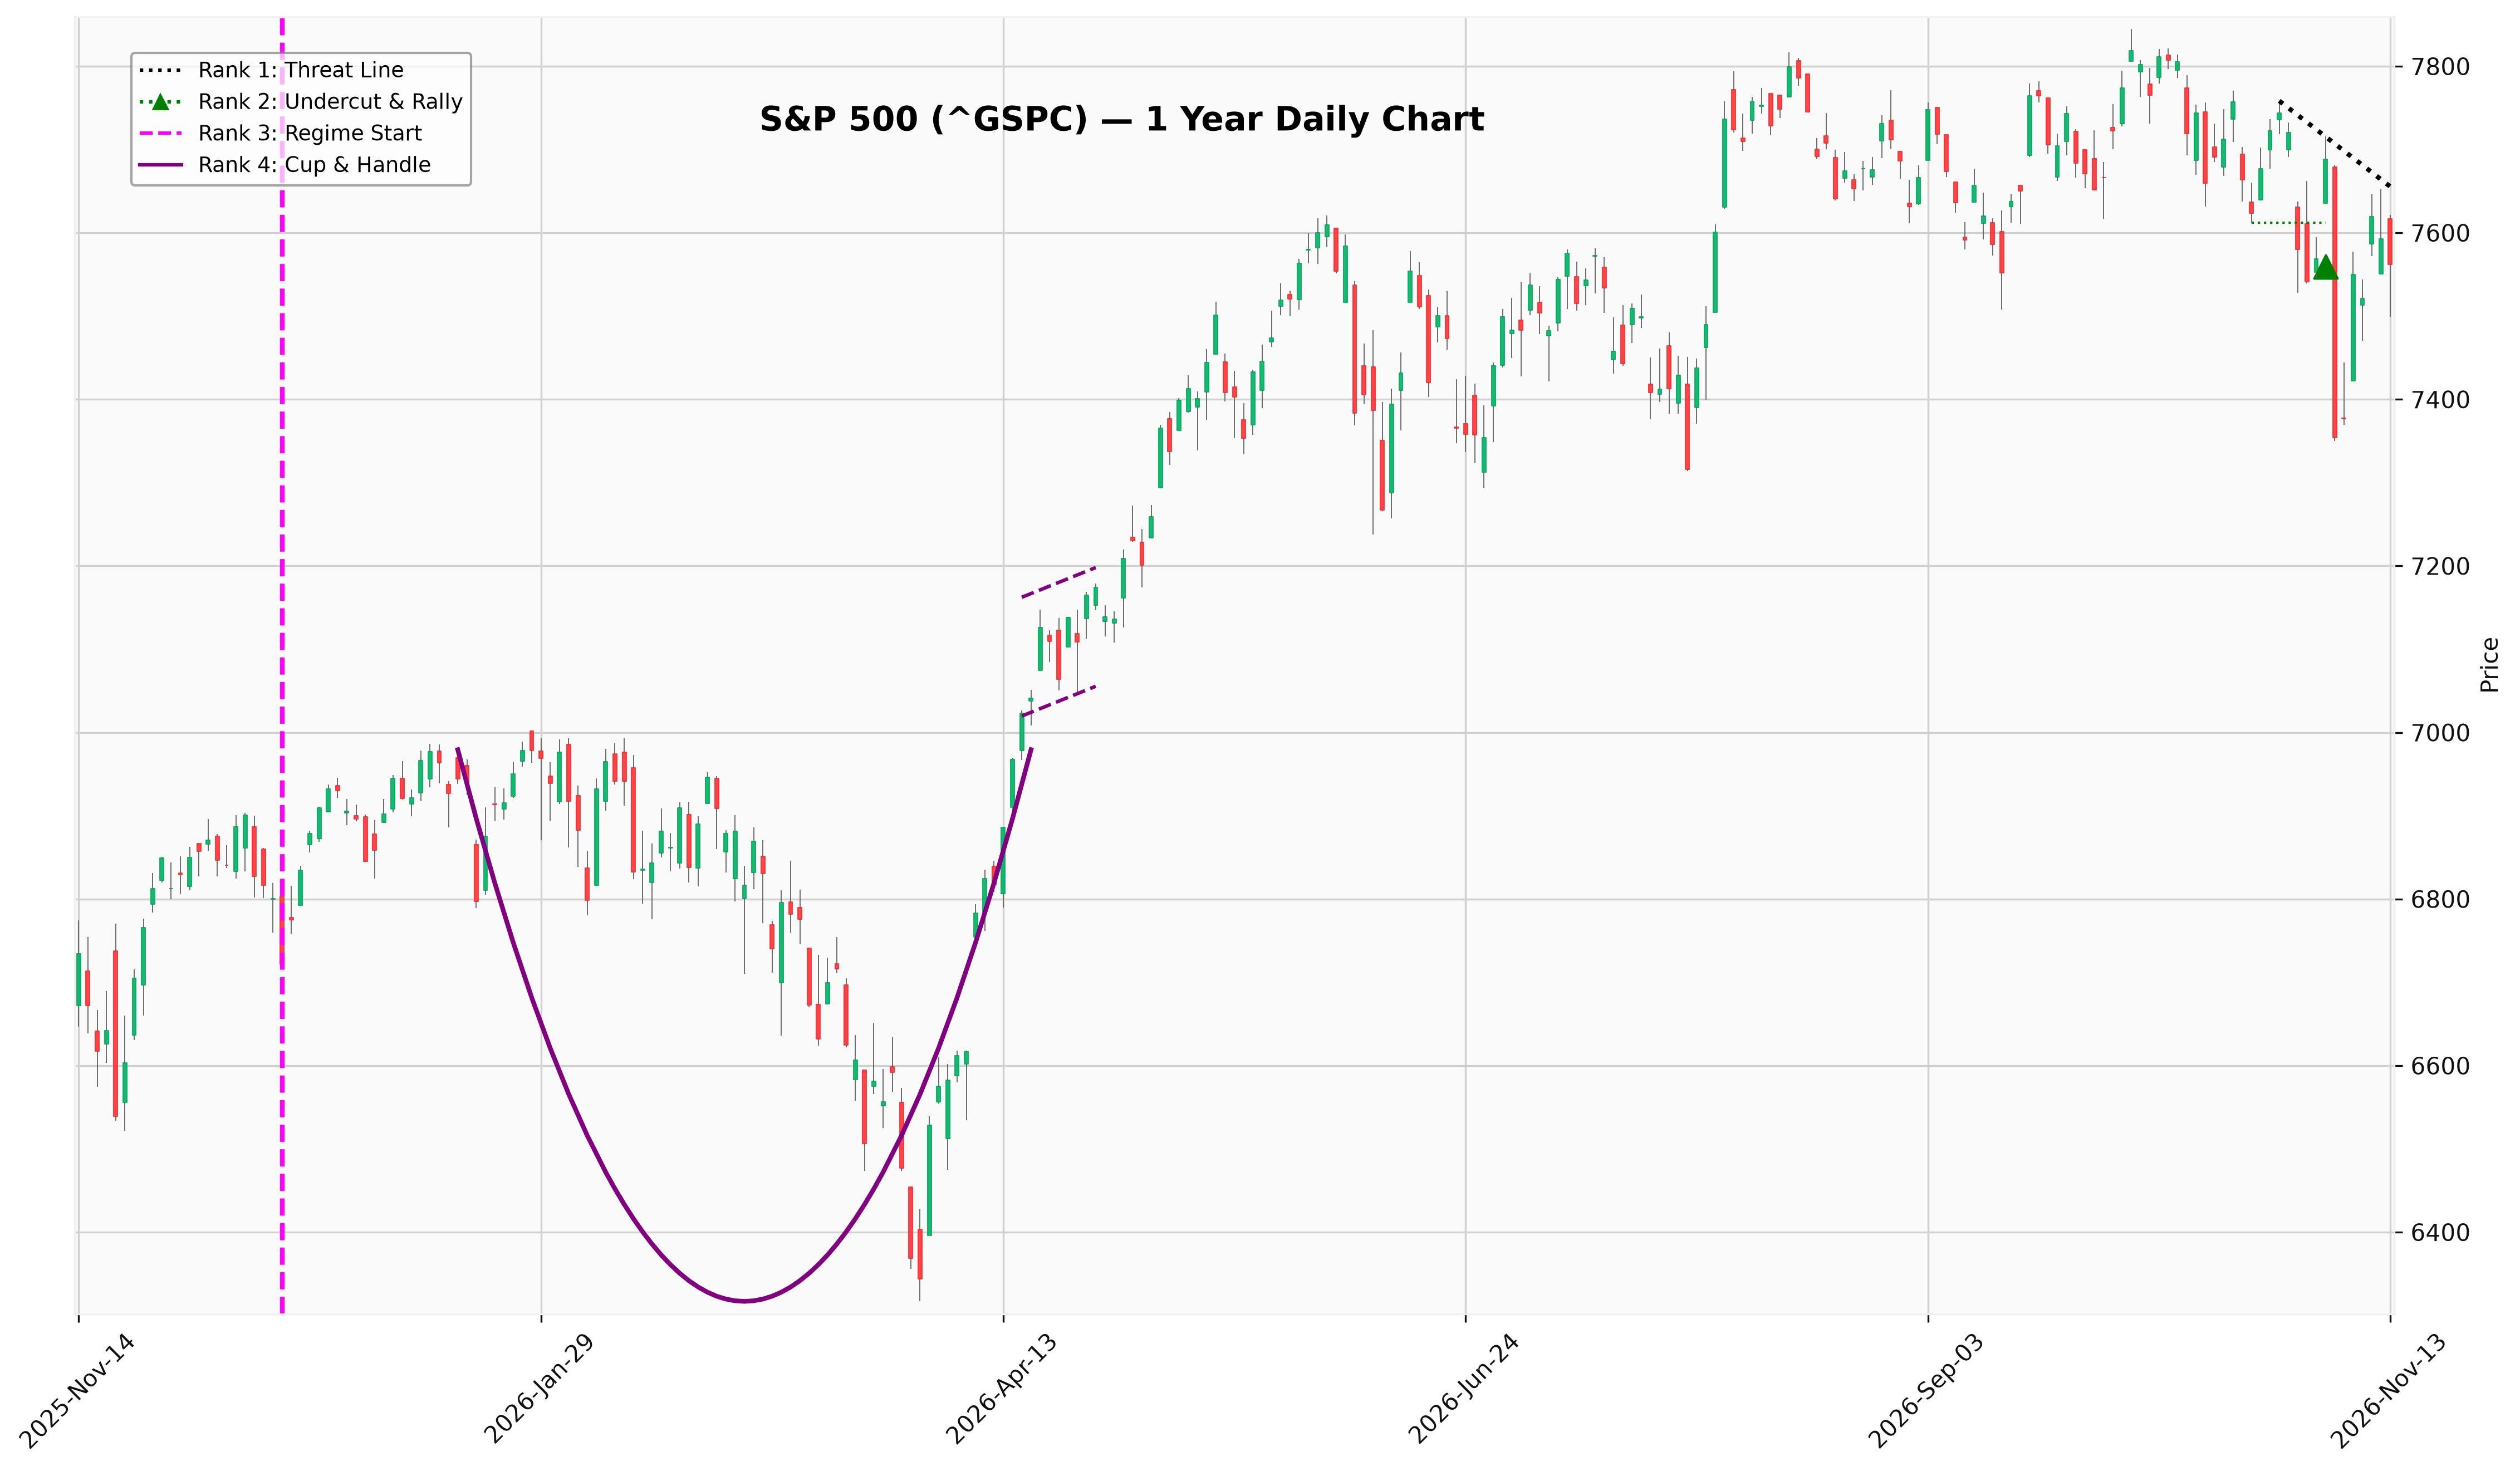 S&P 500 (^GSPC) — 1 Year Daily Chart
Rank 1: Threat Line
Rank 2: Undercut & Rally
Rank 3: Regime Start
Rank 4: Cup & Handle
7800
7600
7400
7200
7000
6800
6600
6400
Price
2025-Nov-14
2026-Jan-29
2026-Apr-13
2026-Jun-24
2026-Sep-03
2026-Nov-13